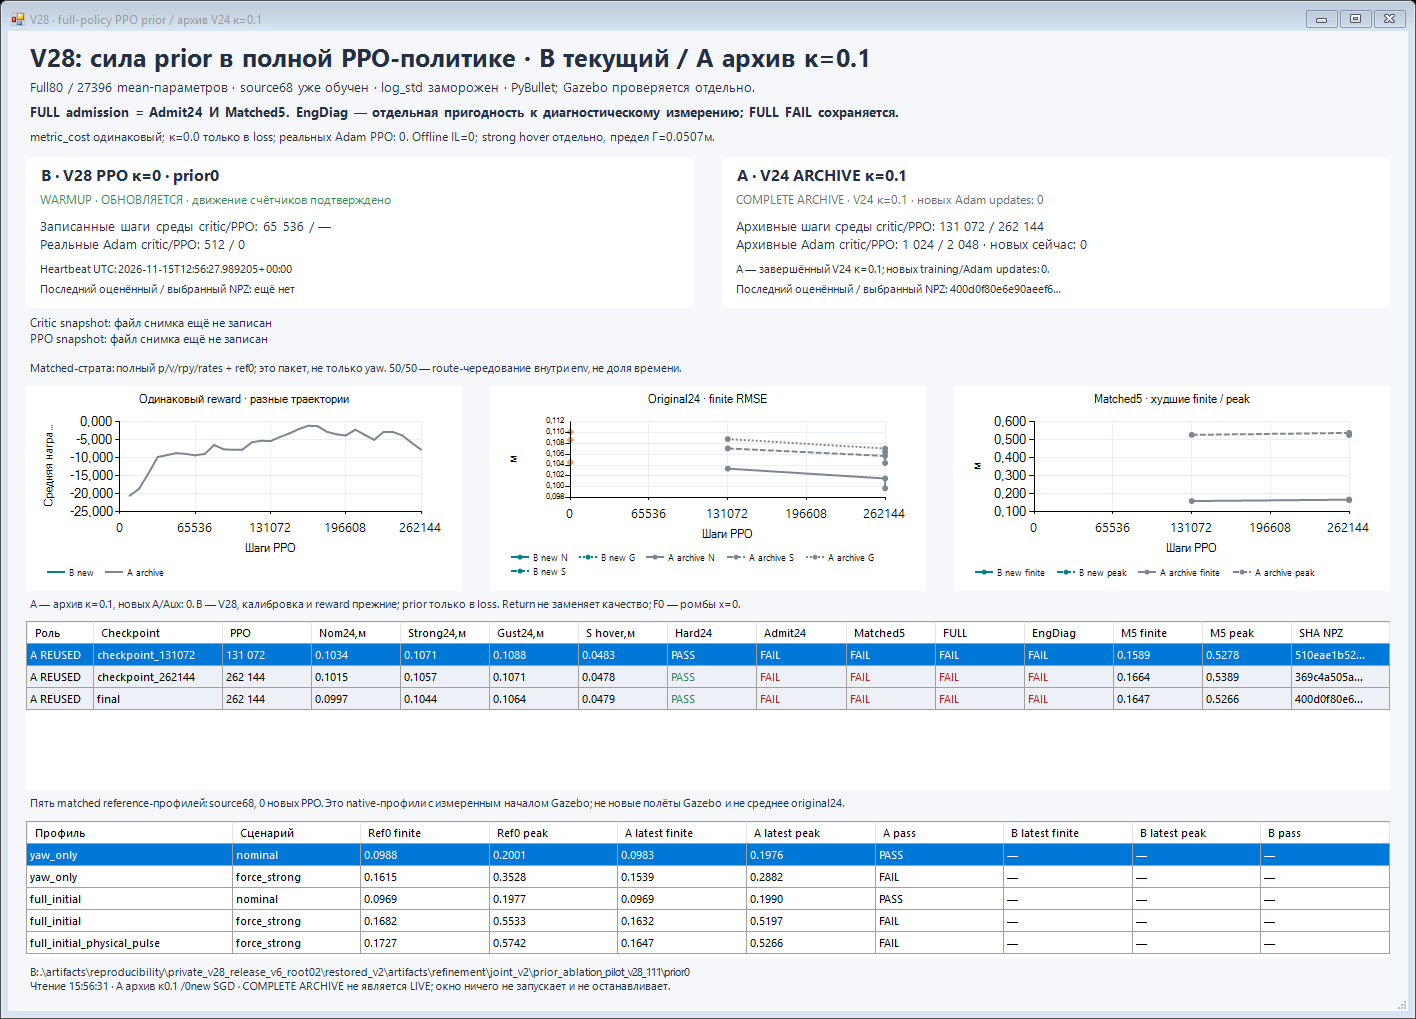 V28 · full-policy PPO prior / архив V24 κ=0.1
V28: сила prior в полной PPO-политике · B текущий / A архив κ=0.1
Full80 / 27396 mean-параметров · source68 уже обучен · log_std заморожен · PyBullet; Gazebo проверяется отдельно.
FULL admission = Admit24 И Matched5. EngDiag — отдельная пригодность к диагностическому измерению; FULL FAIL сохраняется.
metric_cost одинаковый; κ=0.0 только в loss; реальных Adam PPO: 0. Offline IL=0; strong hover отдельно, предел Г=0.0507м.
B · V28 PPO κ=0 · prior0
WARMUP · ОБНОВЛЯЕТСЯ · движение счётчиков подтверждено
Записанные шаги среды critic/PPO: 65 536 / —
Реальные Adam critic/PPO: 512 / 0
Heartbeat UTC: 2026-11-15T12:56:27.989205+00:00
Последний оценённый / выбранный NPZ: ещё нет
A · V24 ARCHIVE κ=0.1
COMPLETE ARCHIVE · V24 κ=0.1 · новых Adam updates: 0
Архивные шаги среды critic/PPO: 131 072 / 262 144
Архивные Adam critic/PPO: 1 024 / 2 048 · новых сейчас: 0
A — завершённый V24 κ=0.1; новых training/Adam updates: 0.
Последний оценённый / выбранный NPZ: 400d0f80e6e90aeef6...
Critic snapshot: файл снимка ещё не записан
PPO snapshot: файл снимка ещё не записан
Matched-страта: полный p/v/rpy/rates + ref0; это пакет, не только yaw. 50/50 — route-чередование внутри env, не доля времени.
Одинаковый reward · разные траектории
Средняя награ...
0,000
-5,000
-10,000
-15,000
-20,000
-25,000
0 65536 131072 196608 262144
Шаги PPO
B new A archive
Original24 · finite RMSE
м
0,112
0,110
0,108
0,106
0,104
0,102
0,100
0,098
0 65536 131072 196608 262144
Шаги PPO
B new N B new G A archive N A archive S A archive G
B new S
Matched5 · худшие finite / peak
м
0,600
0,500
0,400
0,300
0,200
0,100
0 65536 131072 196608 262144
Шаги PPO
B new finite B new peak A archive finite A archive peak
A — архив κ=0.1, новых A/Aux: 0. B — V28, калибровка и reward прежние; prior только в loss. Return не заменяет качество; F0 — ромбы x=0.
Роль Checkpoint PPO Nom24,м Strong24,м Gust24,м S hover,м Hard24 Admit24 Matched5 FULL EngDiag M5 finite M5 peak SHA NPZ
A REUSED checkpoint_131072 131 072 0.1034 0.1071 0.1088 0.0483 PASS FAIL FAIL FAIL FAIL 0.1589 0.5278 510eae1b52...
A REUSED checkpoint_262144 262 144 0.1015 0.1057 0.1071 0.0478 PASS FAIL FAIL FAIL FAIL 0.1664 0.5389 369c4a505a...
A REUSED final 262 144 0.0997 0.1044 0.1064 0.0479 PASS FAIL FAIL FAIL FAIL 0.1647 0.5266 400d0f80e6...
Пять matched reference-профилей: source68, 0 новых PPO. Это native-профили с измеренным началом Gazebo; не новые полёты Gazebo и не среднее original24.
Профиль Сценарий Ref0 finite Ref0 peak A latest finite A latest peak A pass B latest finite B latest peak B pass
yaw_only nominal 0.0988 0.2001 0.0983 0.1976 PASS — — —
yaw_only force_strong 0.1615 0.3528 0.1539 0.2882 FAIL — — —
full_initial nominal 0.0969 0.1977 0.0969 0.1990 PASS — — —
full_initial force_strong 0.1682 0.5533 0.1632 0.5197 FAIL — — —
full_initial_physical_pulse force_strong 0.1727 0.5742 0.1647 0.5266 FAIL — — —
B:.\artifacts\reproducibility\private_v28_release_v6_root02\restored_v2\artifacts\refinement\joint_v2\prior_ablation_pilot_v28_111\prior0
Чтение 15:56:31 · A архив κ0.1 /0new SGD · COMPLETE ARCHIVE не является LIVE; окно ничего не запускает и не останавливает.